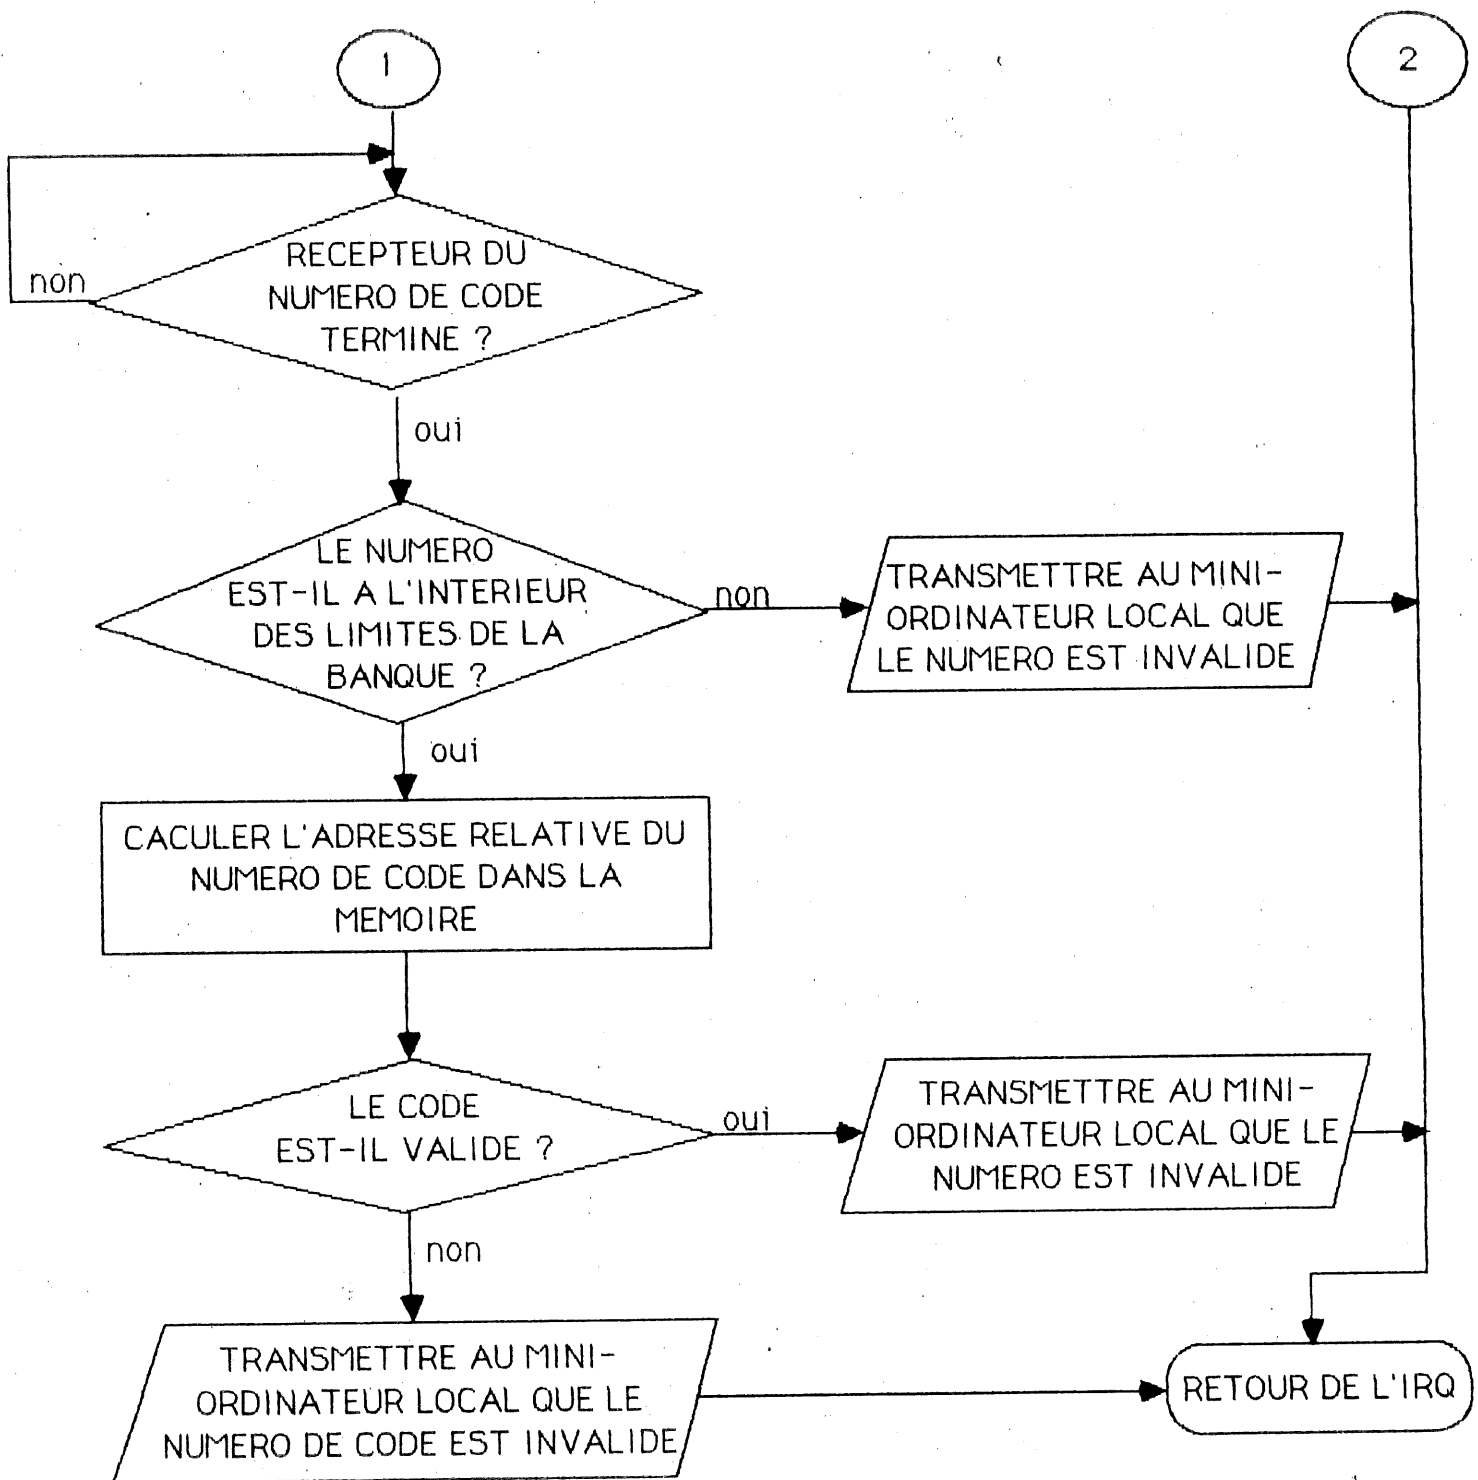 1
2
RECEPTEUR DU
NUMERO DE CODE
TERMINE ?
non
oui
LE NUMERO
EST-IL A L'INTERIEUR
DES LIMITES DE LA
BANQUE ?
non
TRANSMETTRE AU MINI-
ORDINATEUR LOCAL QUE
LE NUMERO EST INVALIDE
oui
CACULER L'ADRESSE RELATIVE DU
NUMERO DE CODE DANS LA
MEMOIRE
LE CODE
EST-IL VALIDE ?
oui
TRANSMETTRE AU MINI-
ORDINATEUR LOCAL QUE LE
NUMERO EST INVALIDE
non
TRANSMETTRE AU MINI-
ORDINATEUR LOCAL QUE LE
NUMERO DE CODE EST INVALIDE
RETOUR DE L'IRQ